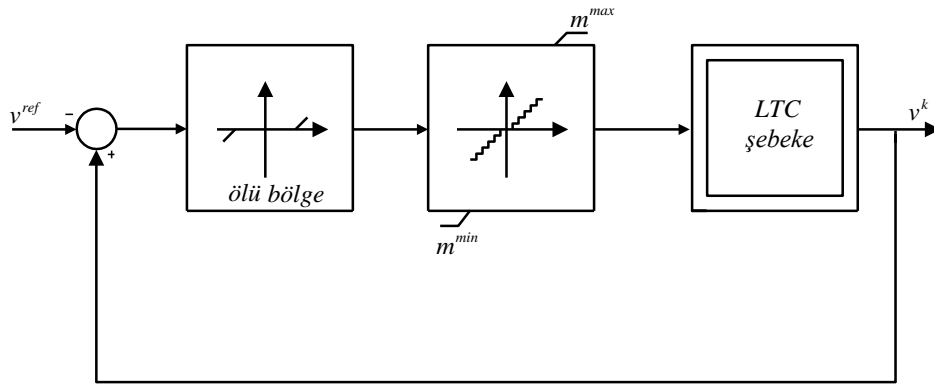 m^max
v^ref
−
+
LTC
şebeke
v^k
ölü bölge
m^min